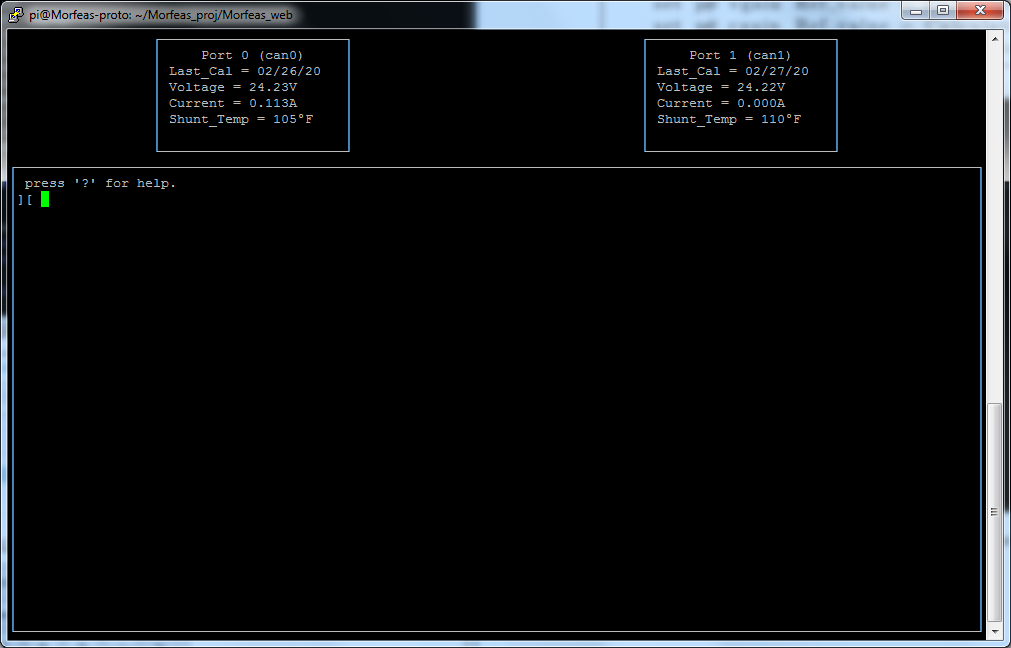 pi@Morfeas-proto: ~/Morfeas_proj/Morfeas_web
Port 0 (can0)
Last_Cal = 02/26/20
Voltage = 24.23V
Current = 0.113A
Shunt_Temp = 105°F
Port 1 (can1)
Last_Cal = 02/27/20
Voltage = 24.22V
Current = 0.000A
Shunt_Temp = 110°F
press '?' for help.
][